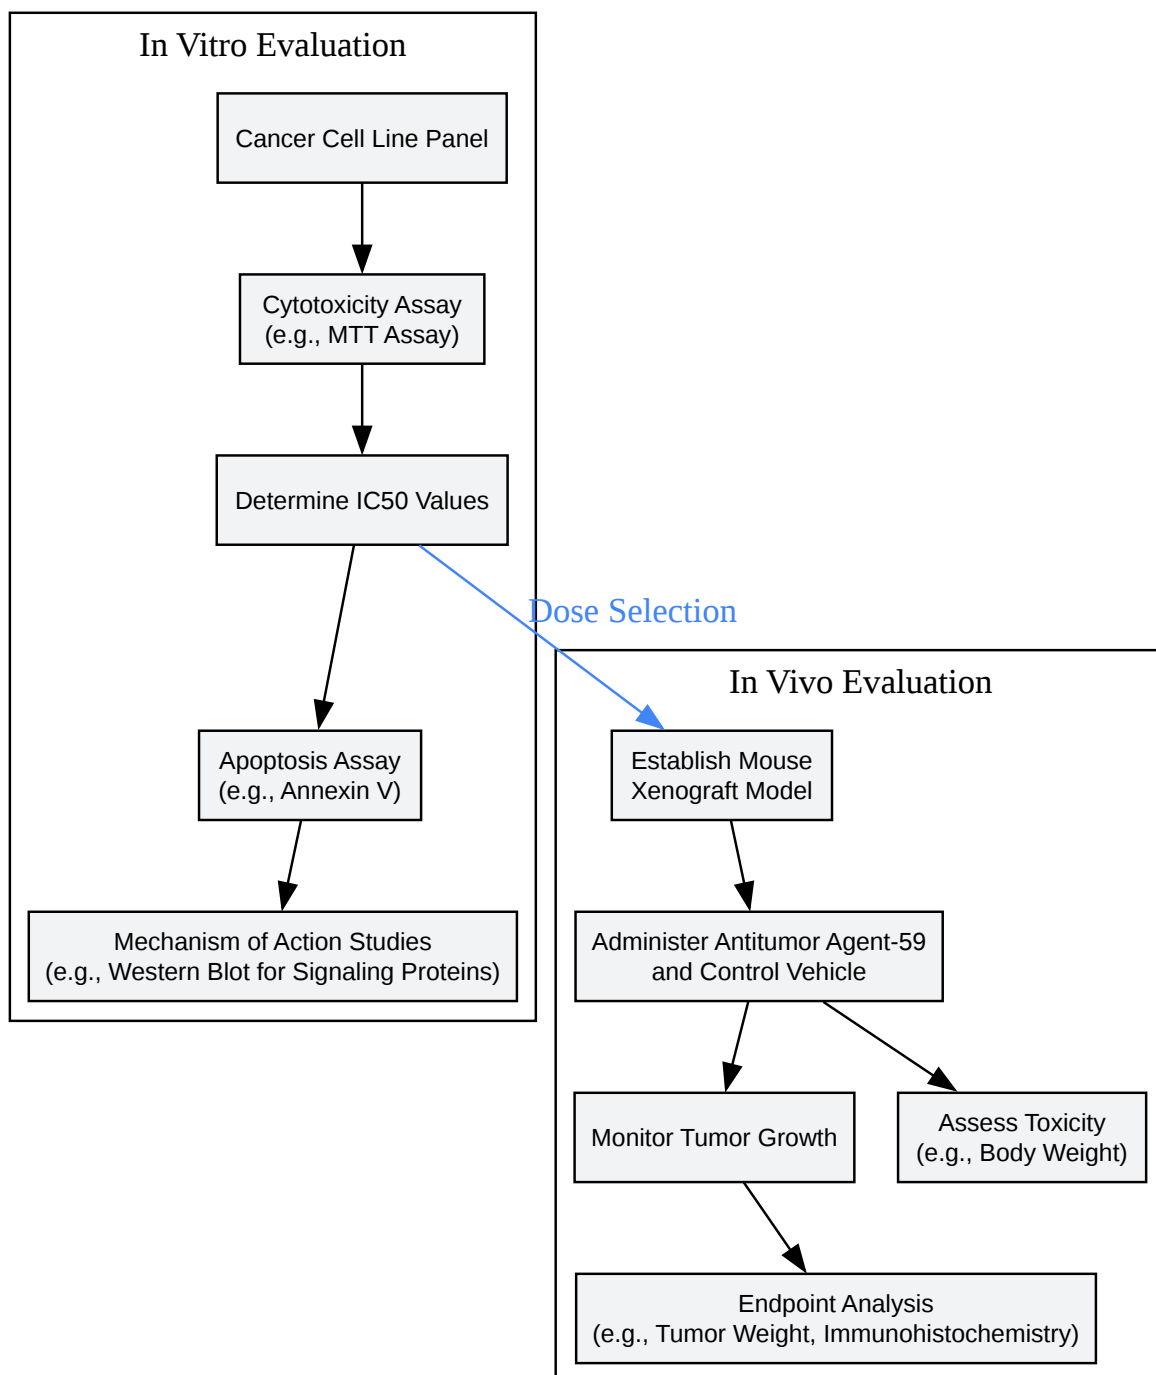 In Vitro Evaluation
Cancer Cell Line Panel
Cytotoxicity Assay
(e.g., MTT Assay)
Determine IC50 Values
Dose Selection
Apoptosis Assay
(e.g., Annexin V)
Mechanism of Action Studies
(e.g., Western Blot for Signaling Proteins)
In Vivo Evaluation
Establish Mouse
Xenograft Model
Administer Antitumor Agent-59
and Control Vehicle
Monitor Tumor Growth
Assess Toxicity
(e.g., Body Weight)
Endpoint Analysis
(e.g., Tumor Weight, Immunohistochemistry)